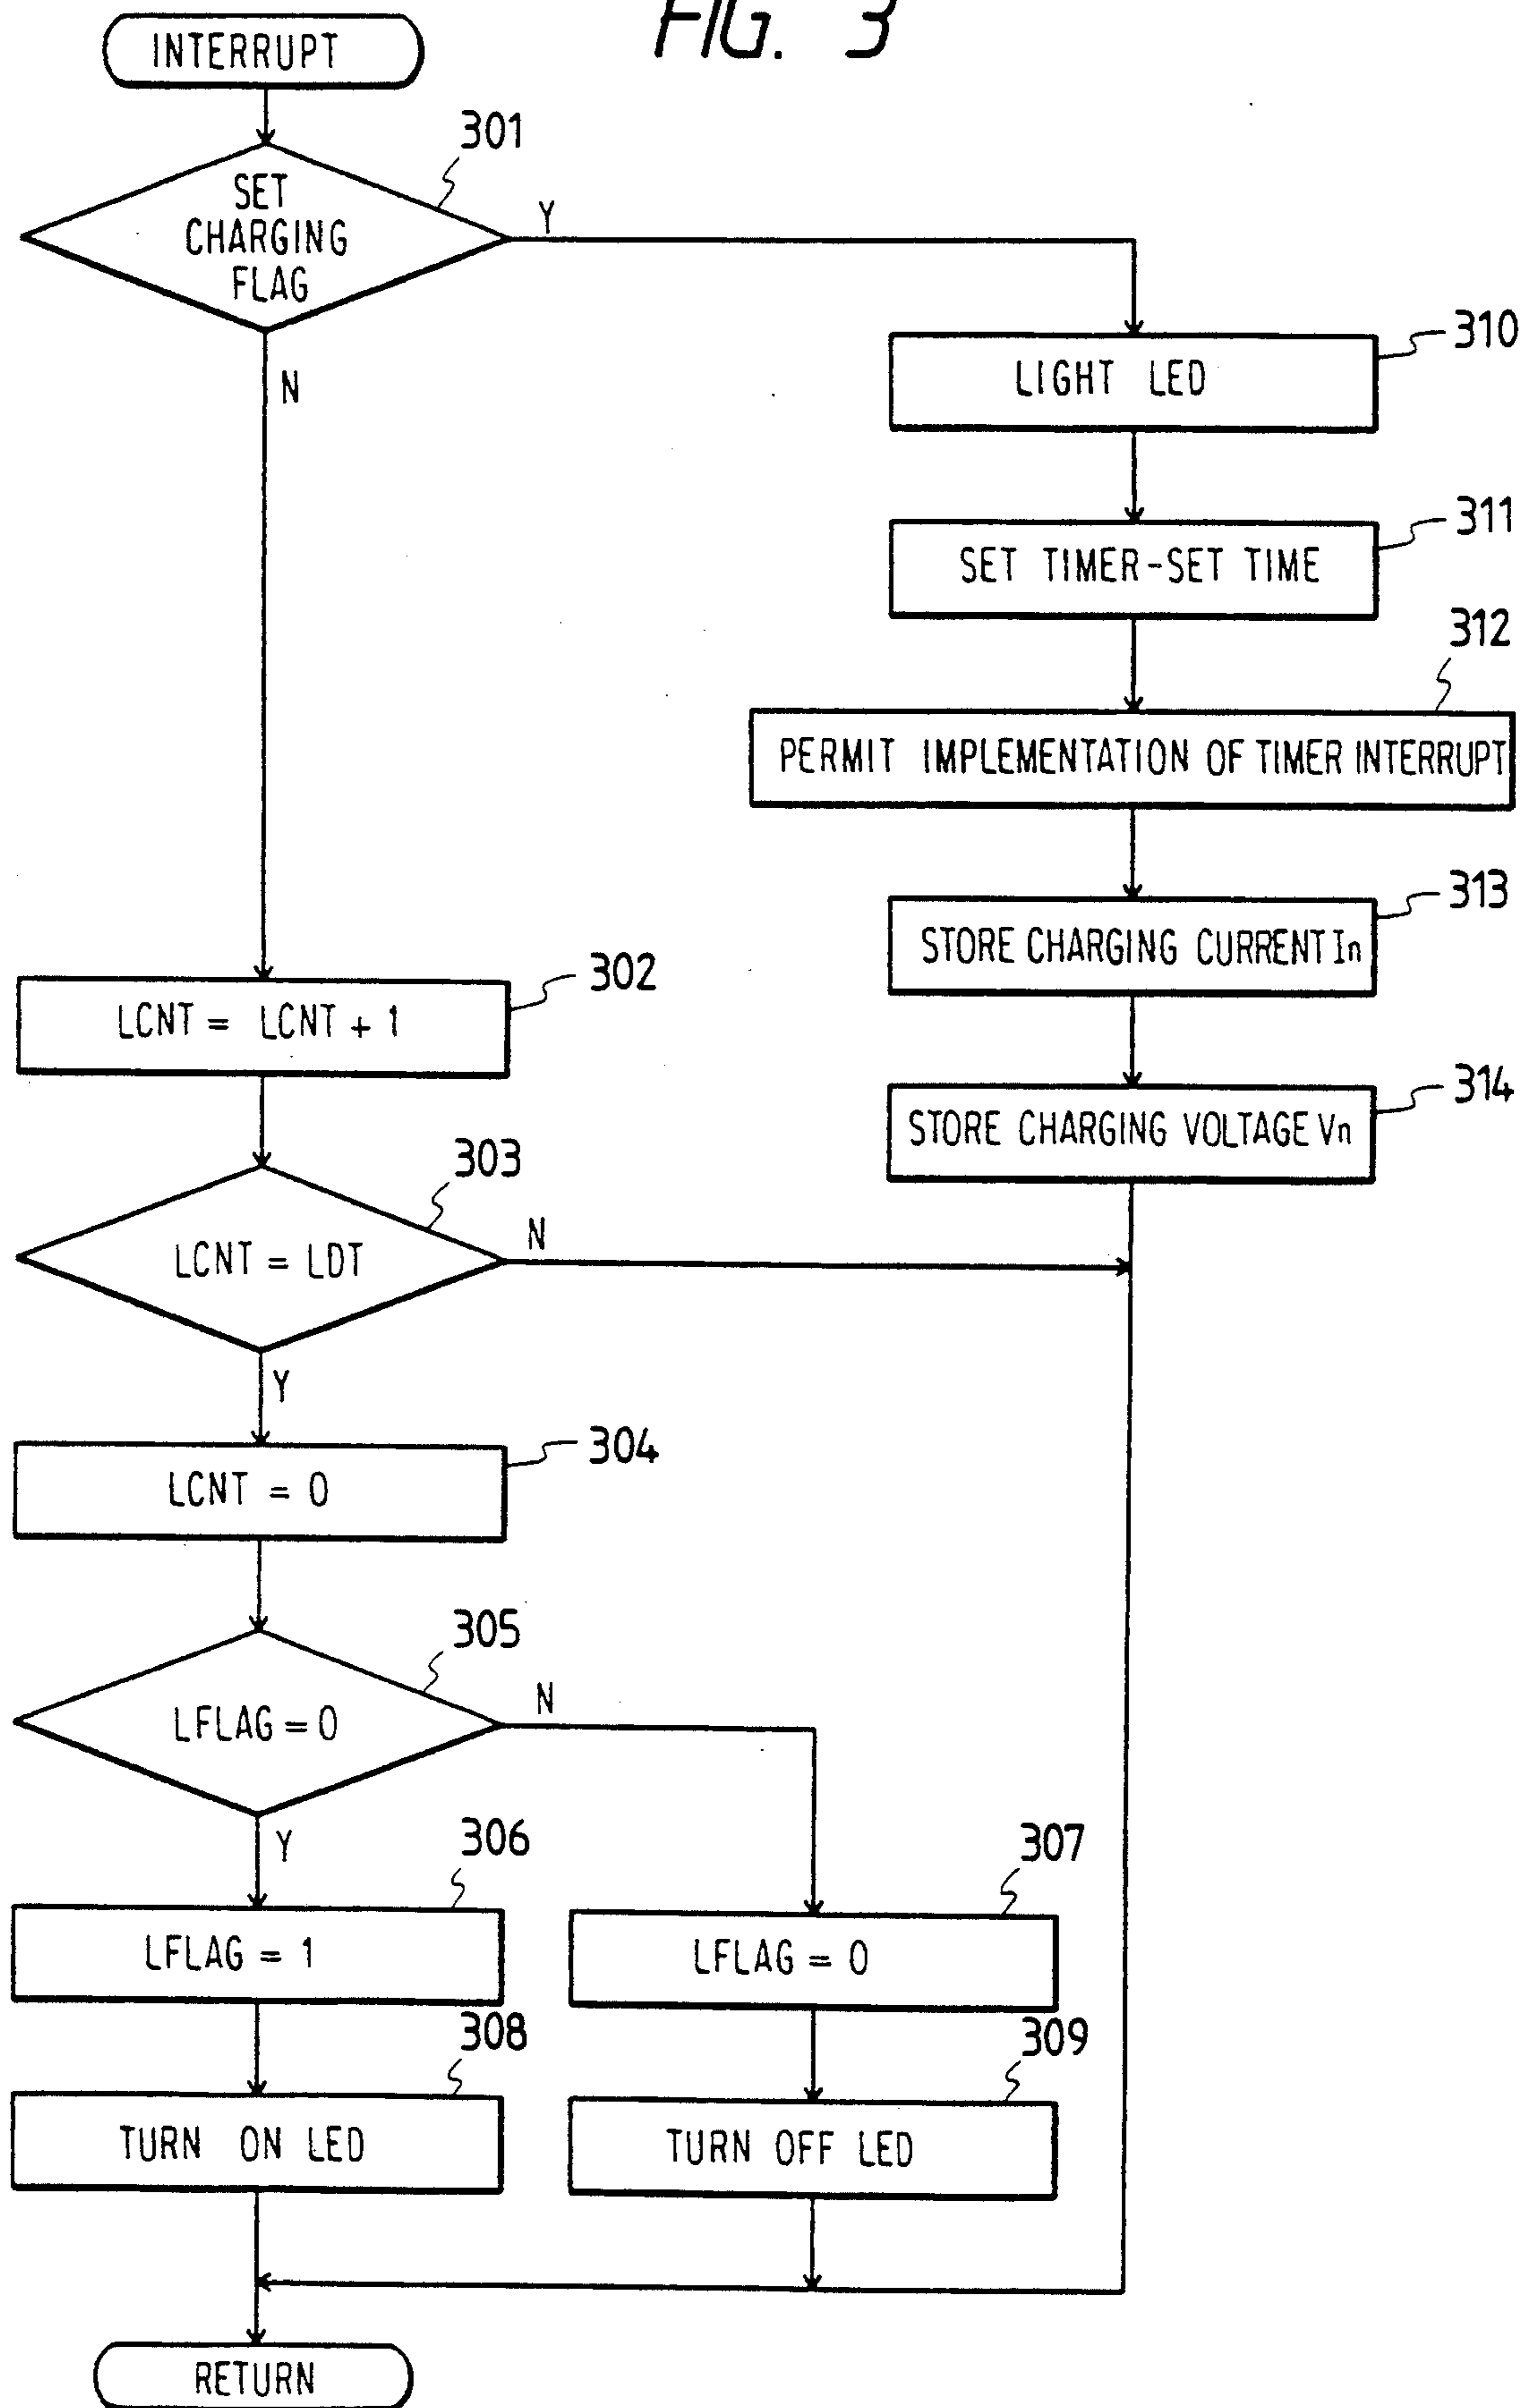 FIG. 3
INTERRUPT
301
SET
CHARGING
FLAG
Y
N
310
LIGHT LED
311
SET TIMER-SET TIME
312
PERMIT IMPLEMENTATION OF TIMER INTERRUPT
313
STORE CHARGING CURRENT In
314
STORE CHARGING VOLTAGE Vn
302
LCNT = LCNT + 1
303
LCNT = LDT
N
Y
304
LCNT = 0
305
LFLAG = 0
N
Y
306
LFLAG = 1
307
LFLAG = 0
308
TURN ON LED
309
TURN OFF LED
RETURN